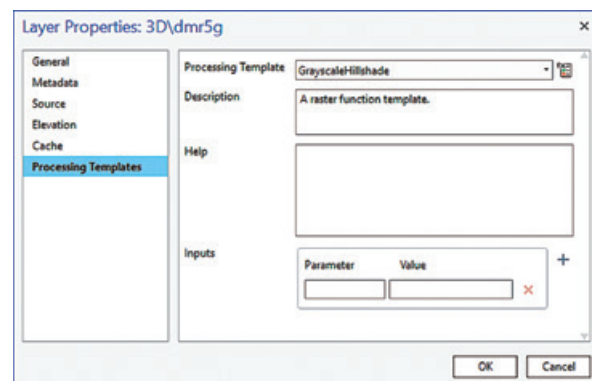 Layer Properties: 3D\dmr5g
General
Metadata
Source
Elevation
Cache
Processing Templates
Processing Template
GrayscaleHillshade
Description
A raster function template.
Help
Inputs
Parameter Value
OK Cancel